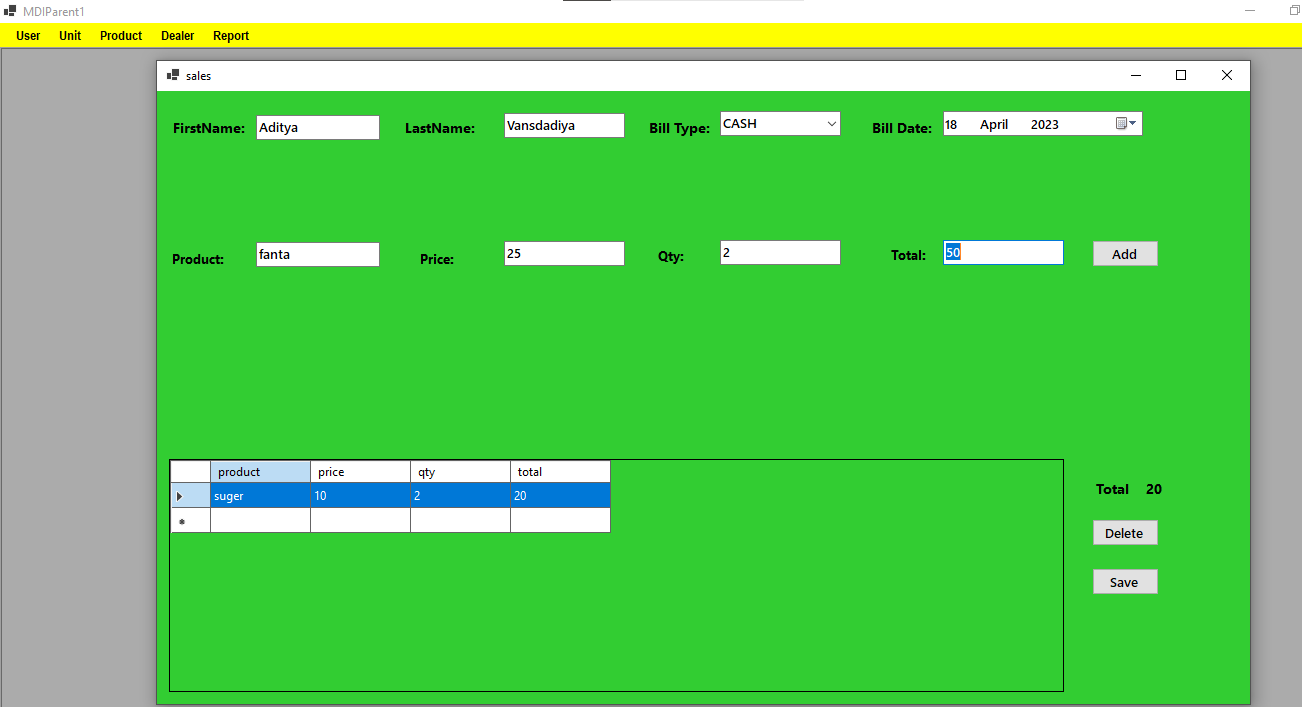 MDIParent1
User Unit Product Dealer Report
sales
FirstName: Aditya LastName: Vansdadiya Bill Type: CASH Bill Date: 18 April 2023
Product: fanta Price: 25 Qty: 2 Total: 50 Add
product price qty total
suger 10 2 20
Total 20
Delete
Save